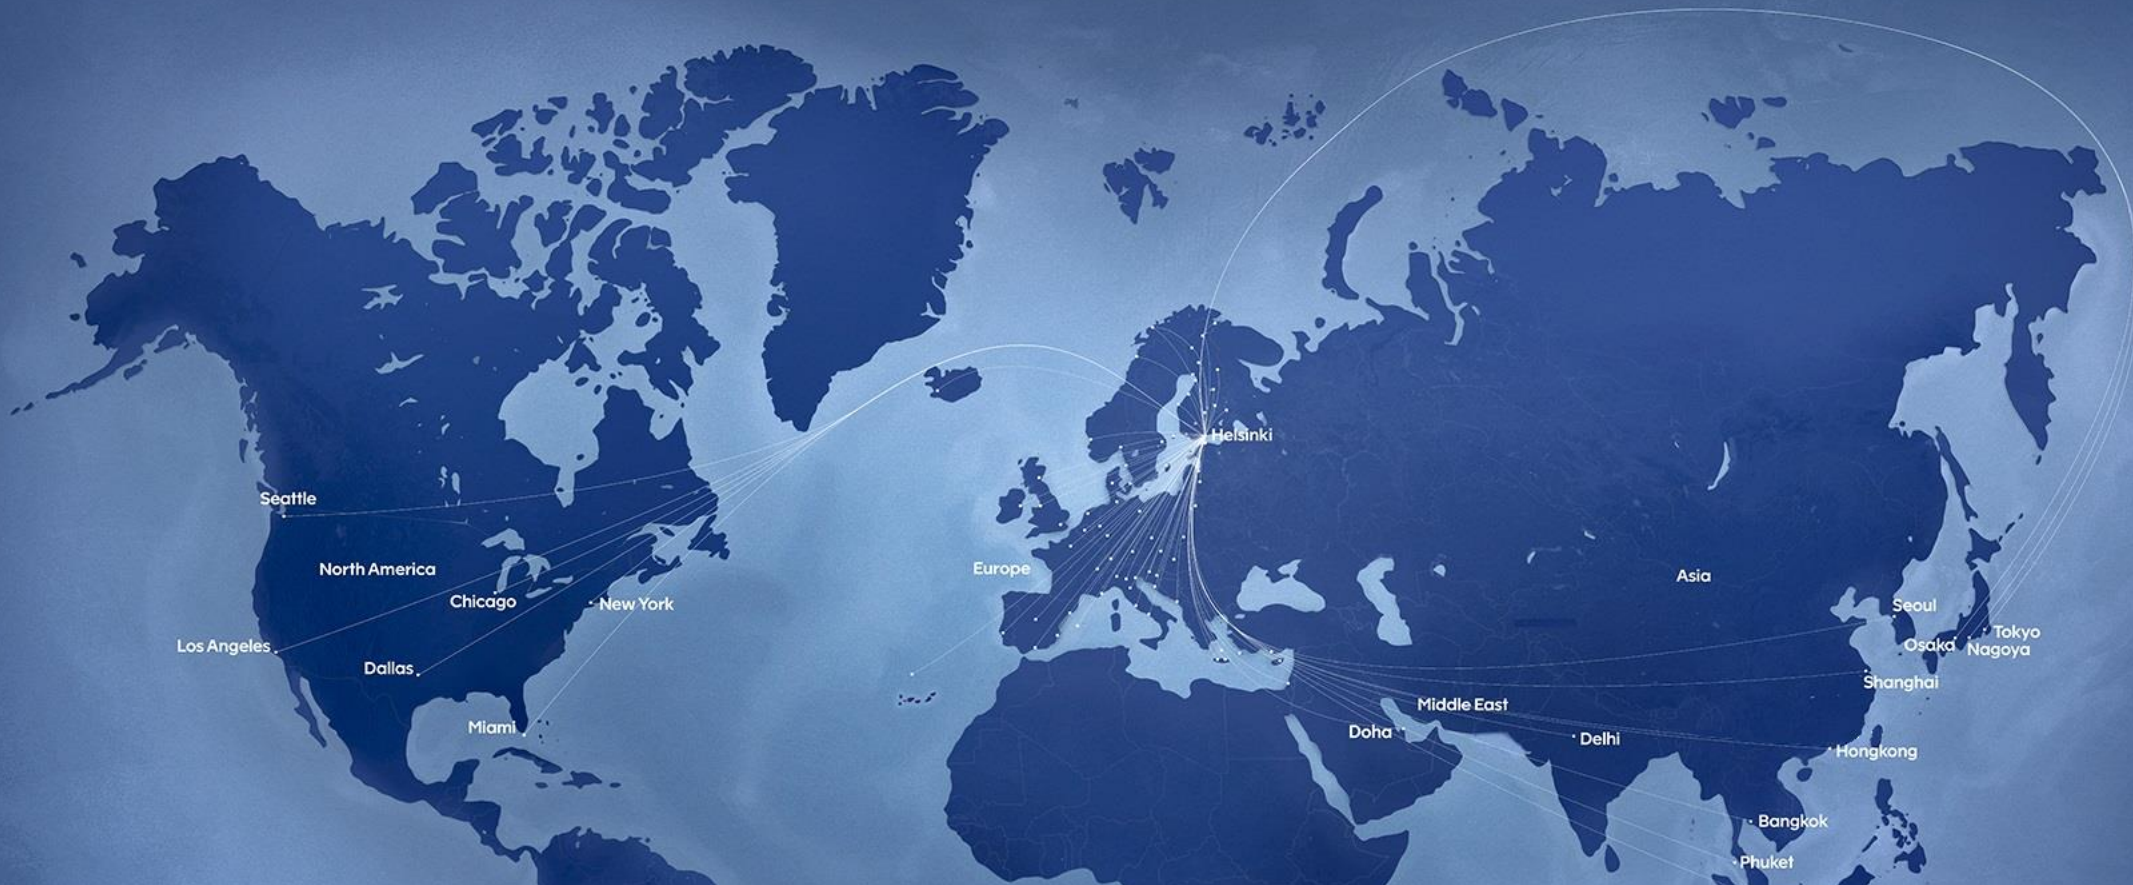 Helsinki
Seattle
North America
Europe
Asia
Chicago
New York
Seoul
Tokyo
Los Angeles
Osaka
Nagoya
Dallas
Shanghai
Middle East
Miami
Doha
Delhi
Hongkong
Bangkok
Phuket